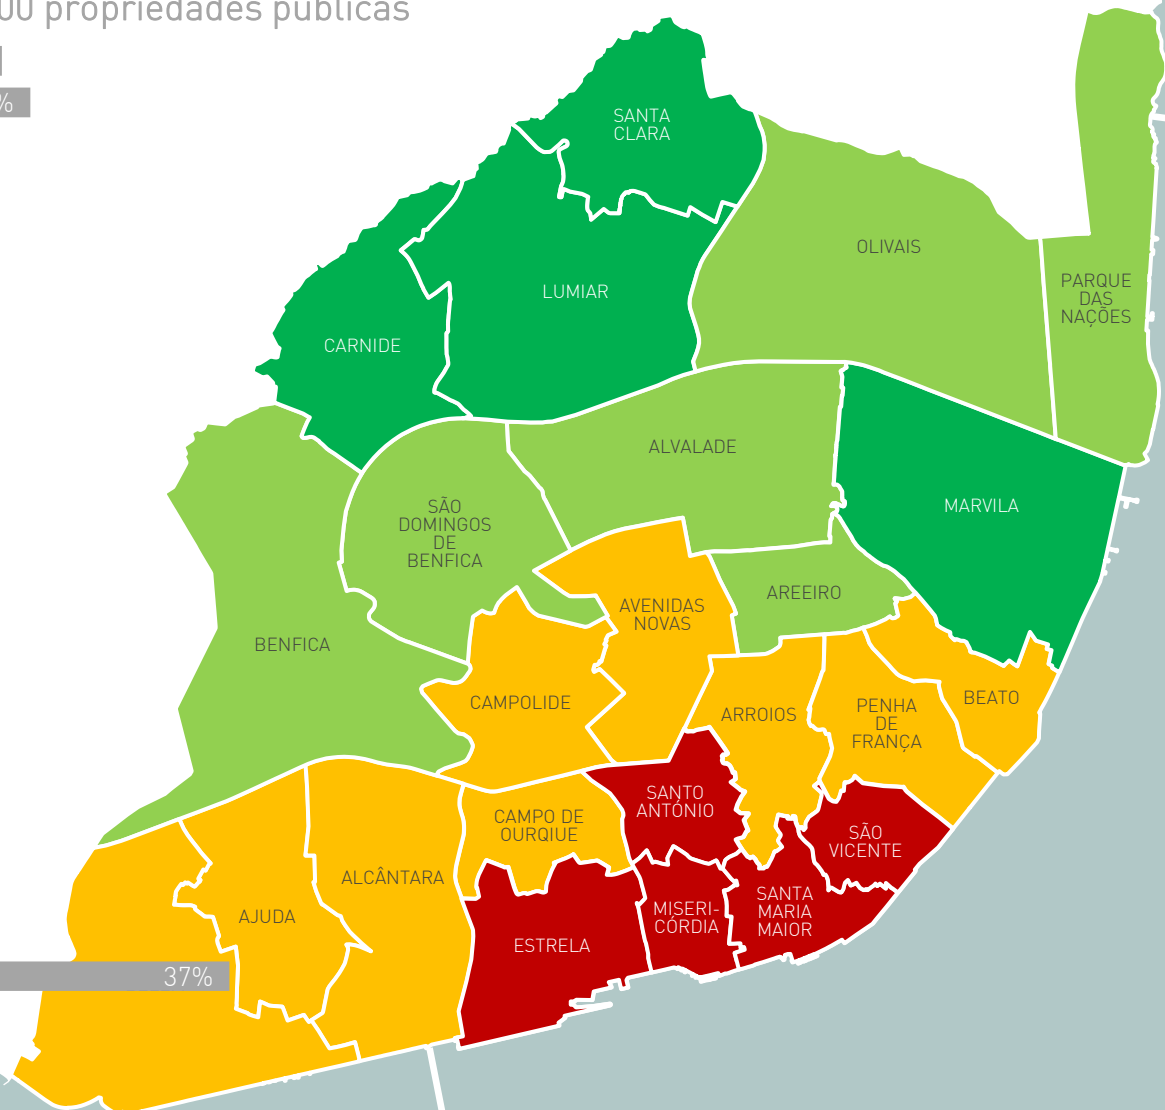 00 propriedades públicas
%
SANTA
CLARA
OLIVAIS
PARQUE
DAS
NAÇÕES
LUMIAR
CARNIDE
ALVALADE
SÃO
DOMINGOS
DE
BENFICA
MARVILA
AREEIRO
AVENIDAS
NOVAS
BENFICA
CAMPOLIDE
ARROIOS
PENHA
DE
FRANÇA
BEATO
SANTO
ANTÓNIO
CAMPO DE
OURQIUE
SÃO
VICENTE
ALCÂNTARA
AJUDA
ESTRELA
MISERI-
CÓRDIA
SANTA
MARIA
MAIOR
37%